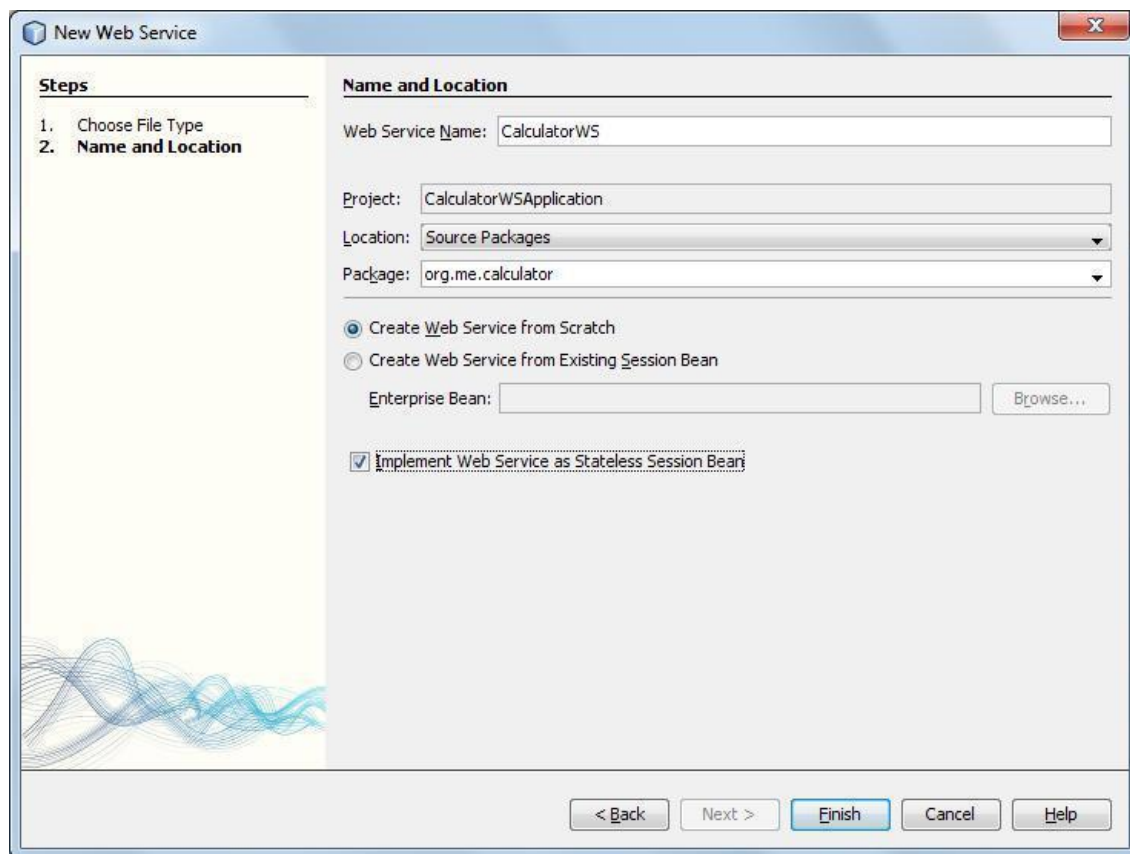 New Web Service
Steps
1. Choose File Type
2. Name and Location
Name and Location
Web Service Name: CalculatorWS
Project: CalculatorWSApplication
Location: Source Packages
Package: org.me.calculator
Create Web Service from Scratch
Create Web Service from Existing Session Bean
Enterprise Bean: Browse...
Implement Web Service as Stateless Session Bean
< Back Next > Finish Cancel Help